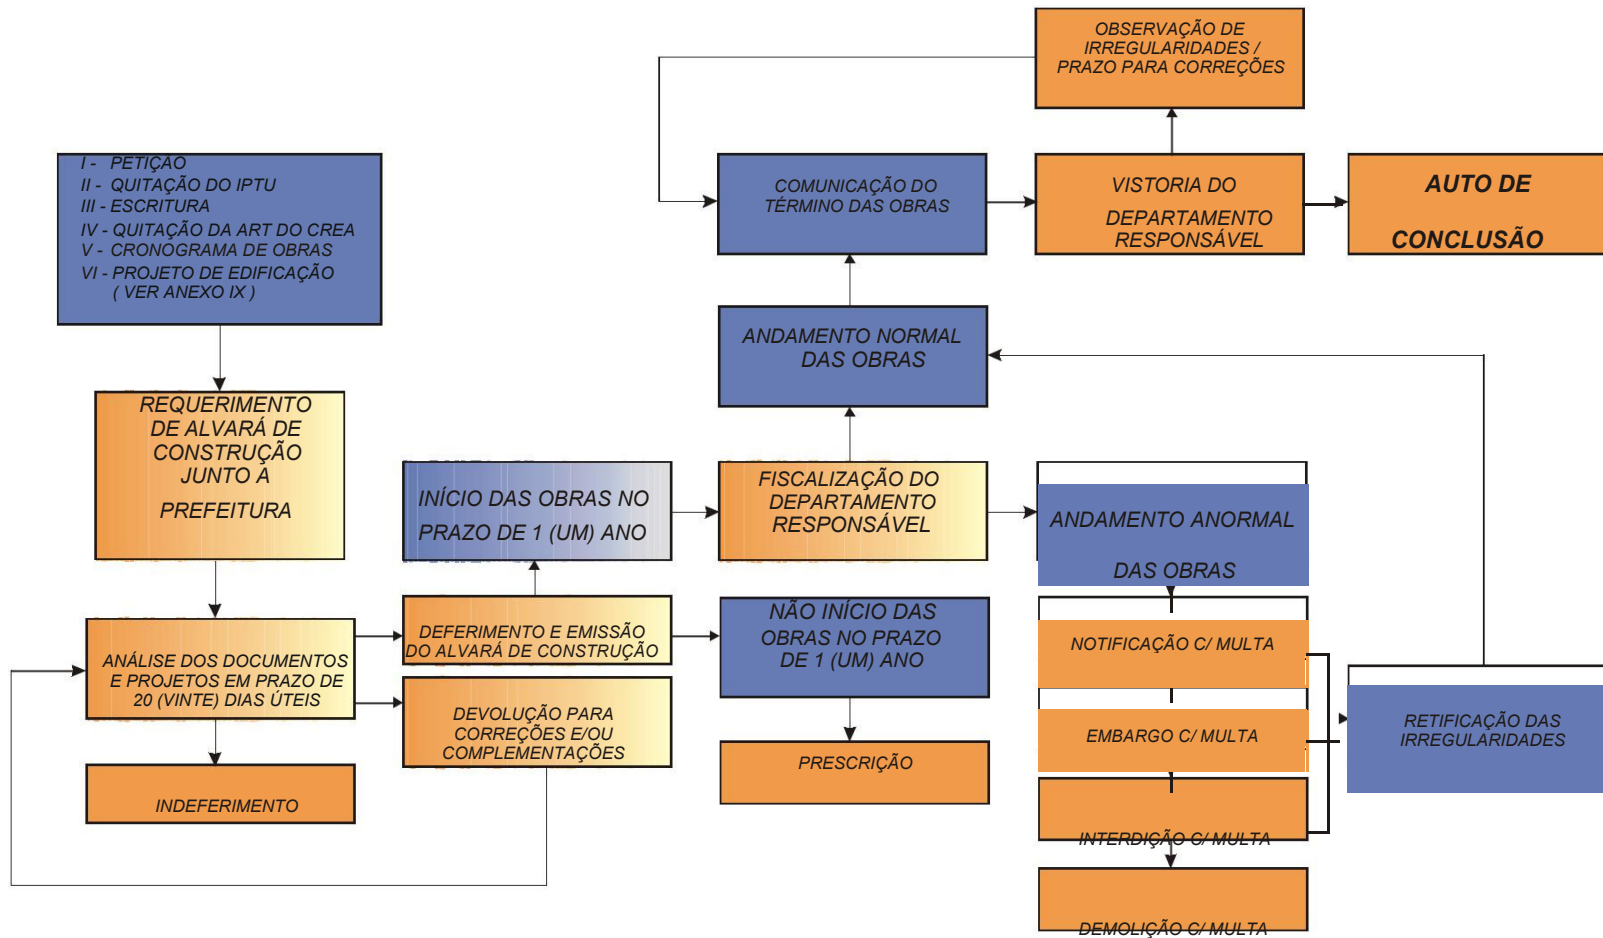 OBSERVAÇÃO DE
IRREGULARIDADES /
PRAZO PARA CORREÇÕES
I - PETIÇÃO
II - QUITAÇÃO DO IPTU
III - ESCRITURA
IV - QUITAÇÃO DA ART DO CREA
V - CRONOGRAMA DE OBRAS
VI - PROJETO DE EDIFICAÇÃO
( VER ANEXO IX )
COMUNICAÇÃO DO
TÉRMINO DAS OBRAS
VISTORIA DO
DEPARTAMENTO
RESPONSÁVEL
AUTO DE
CONCLUSÃO
ANDAMENTO NORMAL
DAS OBRAS
REQUERIMENTO
DE ALVARÁ DE
CONSTRUÇÃO
JUNTO A
PREFEITURA
INÍCIO DAS OBRAS NO
PRAZO DE 1 (UM) ANO
FISCALIZAÇÃO DO
DEPARTAMENTO
RESPONSÁVEL
ANDAMENTO ANORMAL
DAS OBRAS
ANÁLISE DOS DOCUMENTOS
E PROJETOS EM PRAZO DE
20 (VINTE) DIAS ÚTEIS
DEFERIMENTO E EMISSÃO
DO ALVARÁ DE CONSTRUÇÃO
NÃO INÍCIO DAS
OBRAS NO PRAZO
DE 1 (UM) ANO
NOTIFICAÇÃO C/ MULTA
DEVOLUÇÃO PARA
CORREÇÕES E/OU
COMPLEMENTAÇÕES
EMBARGO C/ MULTA
RETIFICAÇÃO DAS
IRREGULARIDADES
PRESCRIÇÃO
INDEFERIMENTO
INTERDIÇÃO C/ MULTA
DEMOLIÇÃO C/ MULTA